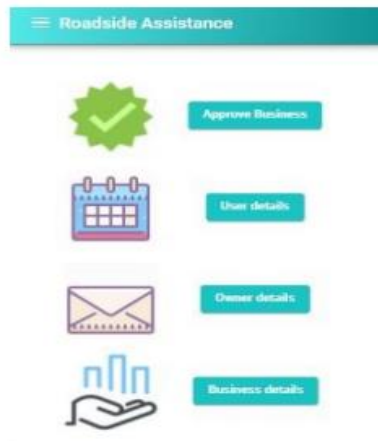 Roadside Assistance
Approve Business
User details
Owner details
Business details